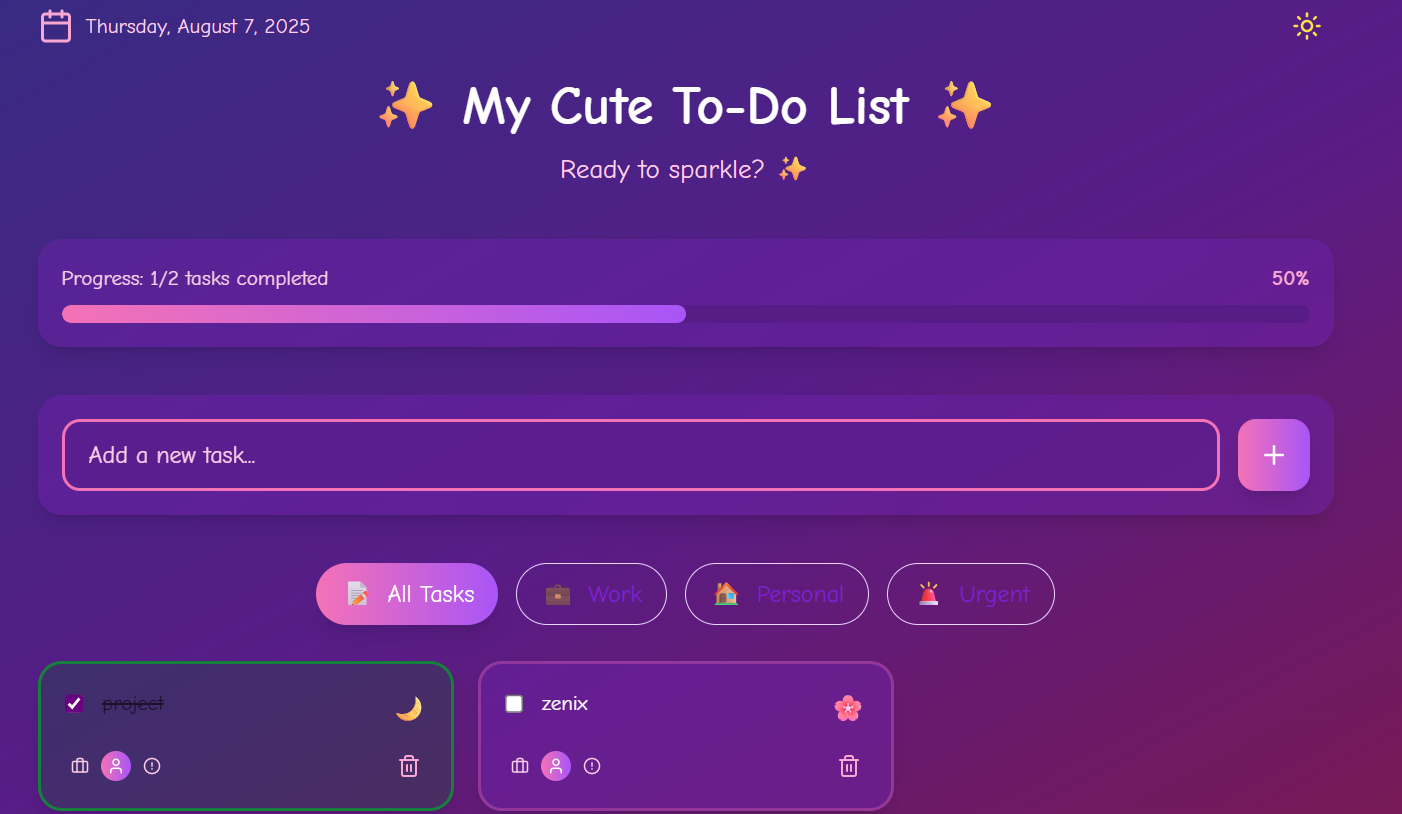 Thursday, August 7, 2025
✨ My Cute To-Do List ✨
Ready to sparkle? ✨
Progress: 1/2 tasks completed 50%
Add a new task...
📝 All Tasks 💼 Work 🏠 Personal 🚨 Urgent
project 🌙 zenix 🌸